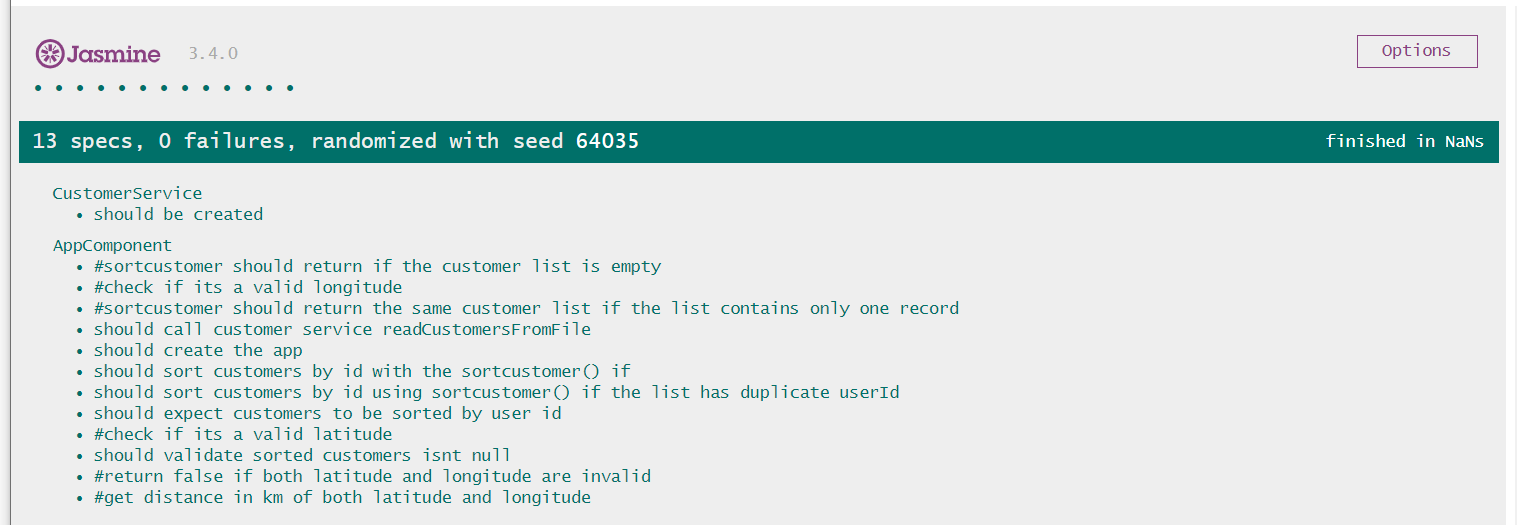 Jasmine 3.4.0 Options
• • • • • • • • • • • • •
13 specs, 0 failures, randomized with seed 64035 finished in NaNs
CustomerService
• should be created
AppComponent
• #sortcustomer should return if the customer list is empty
• #check if its a valid longitude
• #sortcustomer should return the same customer list if the list contains only one record
• should call customer service readCustomersFromFile
• should create the app
• should sort customers by id with the sortcustomer() if
• should sort customers by id using sortcustomer() if the list has duplicate userId
• should expect customers to be sorted by user id
• #check if its a valid latitude
• should validate sorted customers isnt null
• #return false if both latitude and longitude are invalid
• #get distance in km of both latitude and longitude